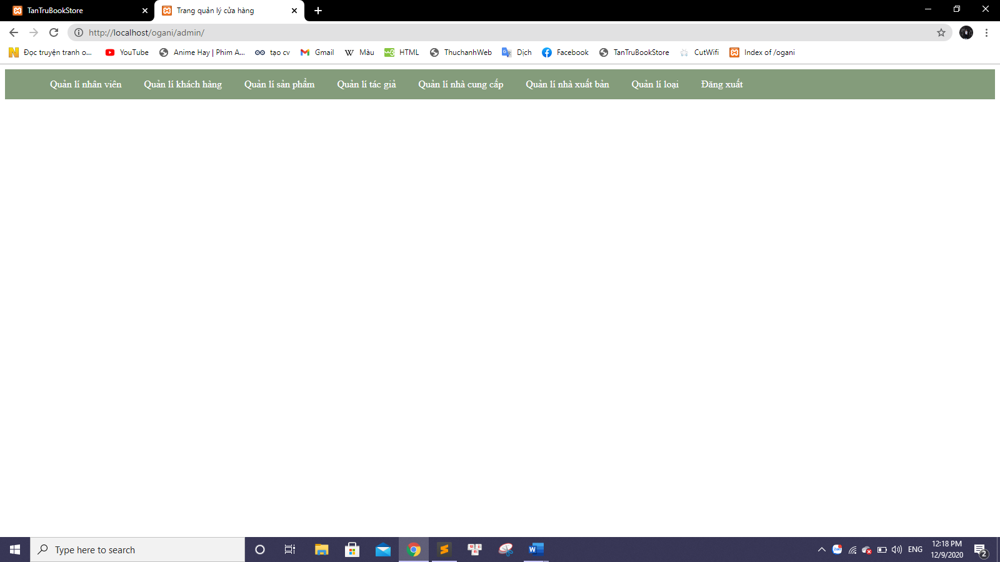 TanTruBookStore
Trang quản lý cửa hàng
http://localhost/ogani/admin/
Đọc truyện tranh o... YouTube Anime Hay | Phim A... tạo cv Gmail Màu HTML ThuchanhWeb Dịch Facebook TanTruBookStore CutWifi Index of /ogani
Quản lí nhân viên Quản lí khách hàng Quản lí sản phẩm Quản lí tác giả Quản lí nhà cung cấp Quản lí nhà xuất bản Quản lí loại Đăng xuất
Type here to search
ENG
12:18 PM
12/9/2020
2